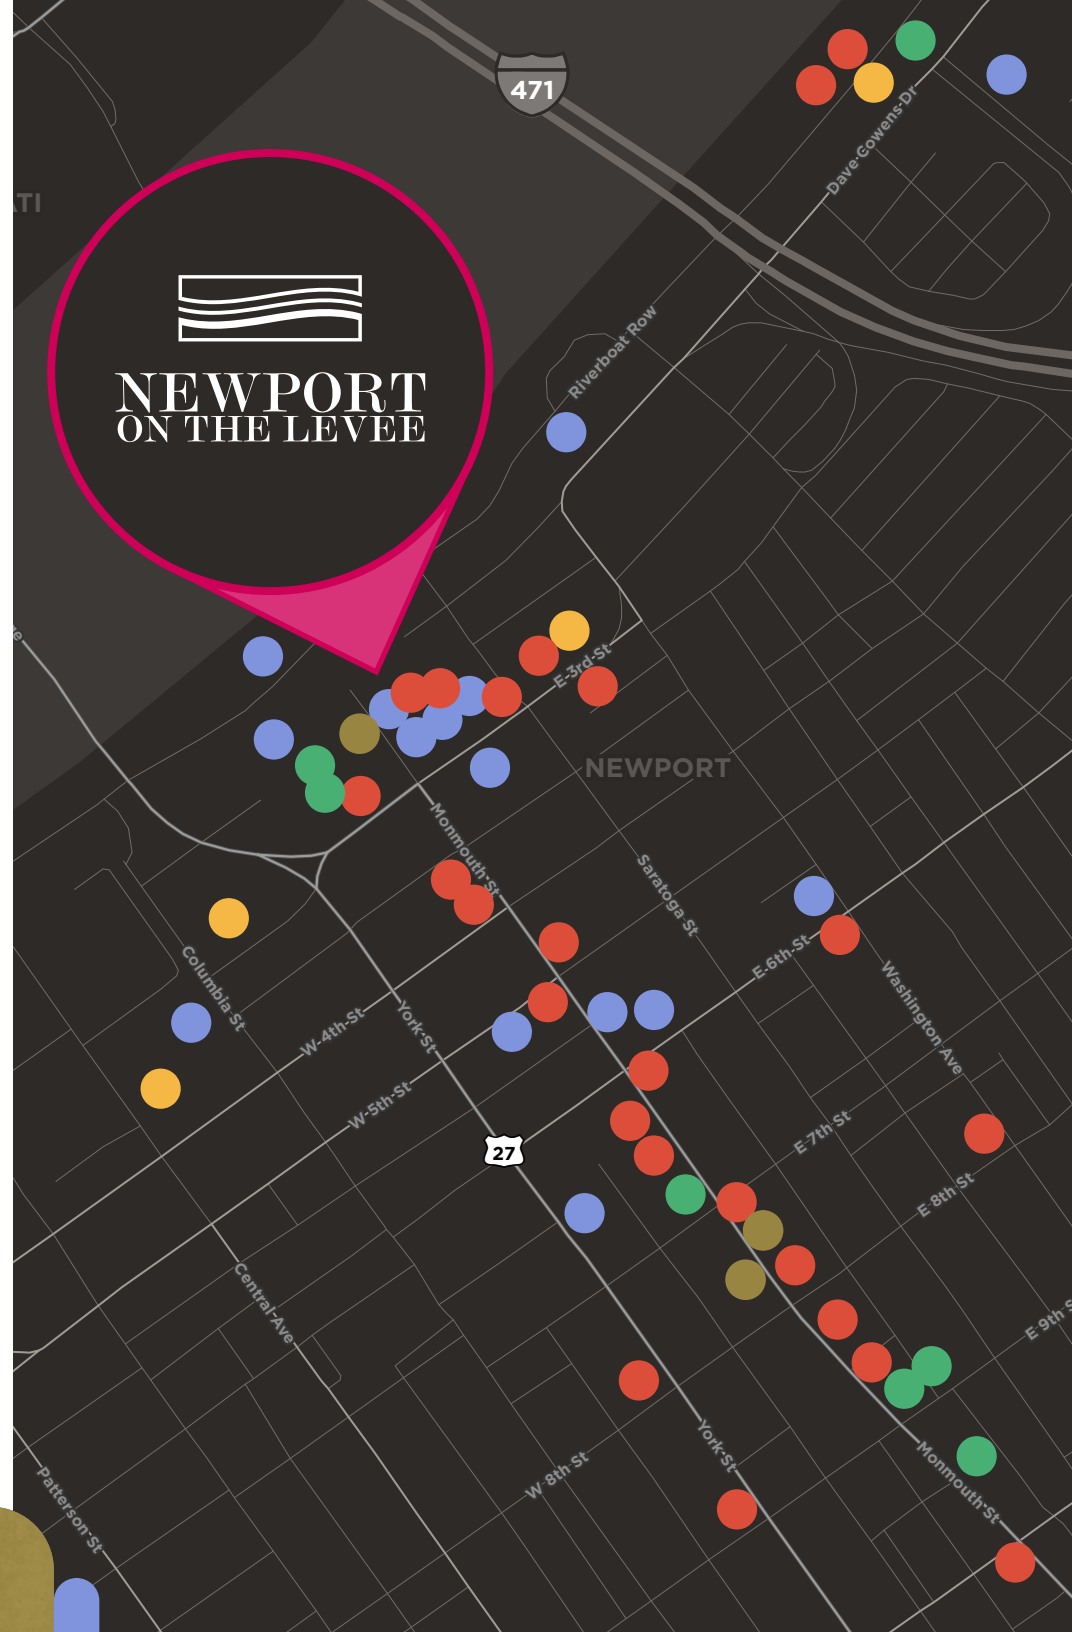 471
Dave Cowens Dr
ATI
Riverboat Row
NEWPORT
ON THE LEVEE
E 3rd St
NEWPORT
Monmouth St
Saratoga St
E 6th St
Washington Ave
Columbia St
W 4th St
York St
W 5th St
27
E 7th St
E 8th St
Central Ave
E 9th S
York St
W 8th St
Monmouth St
Patterson St